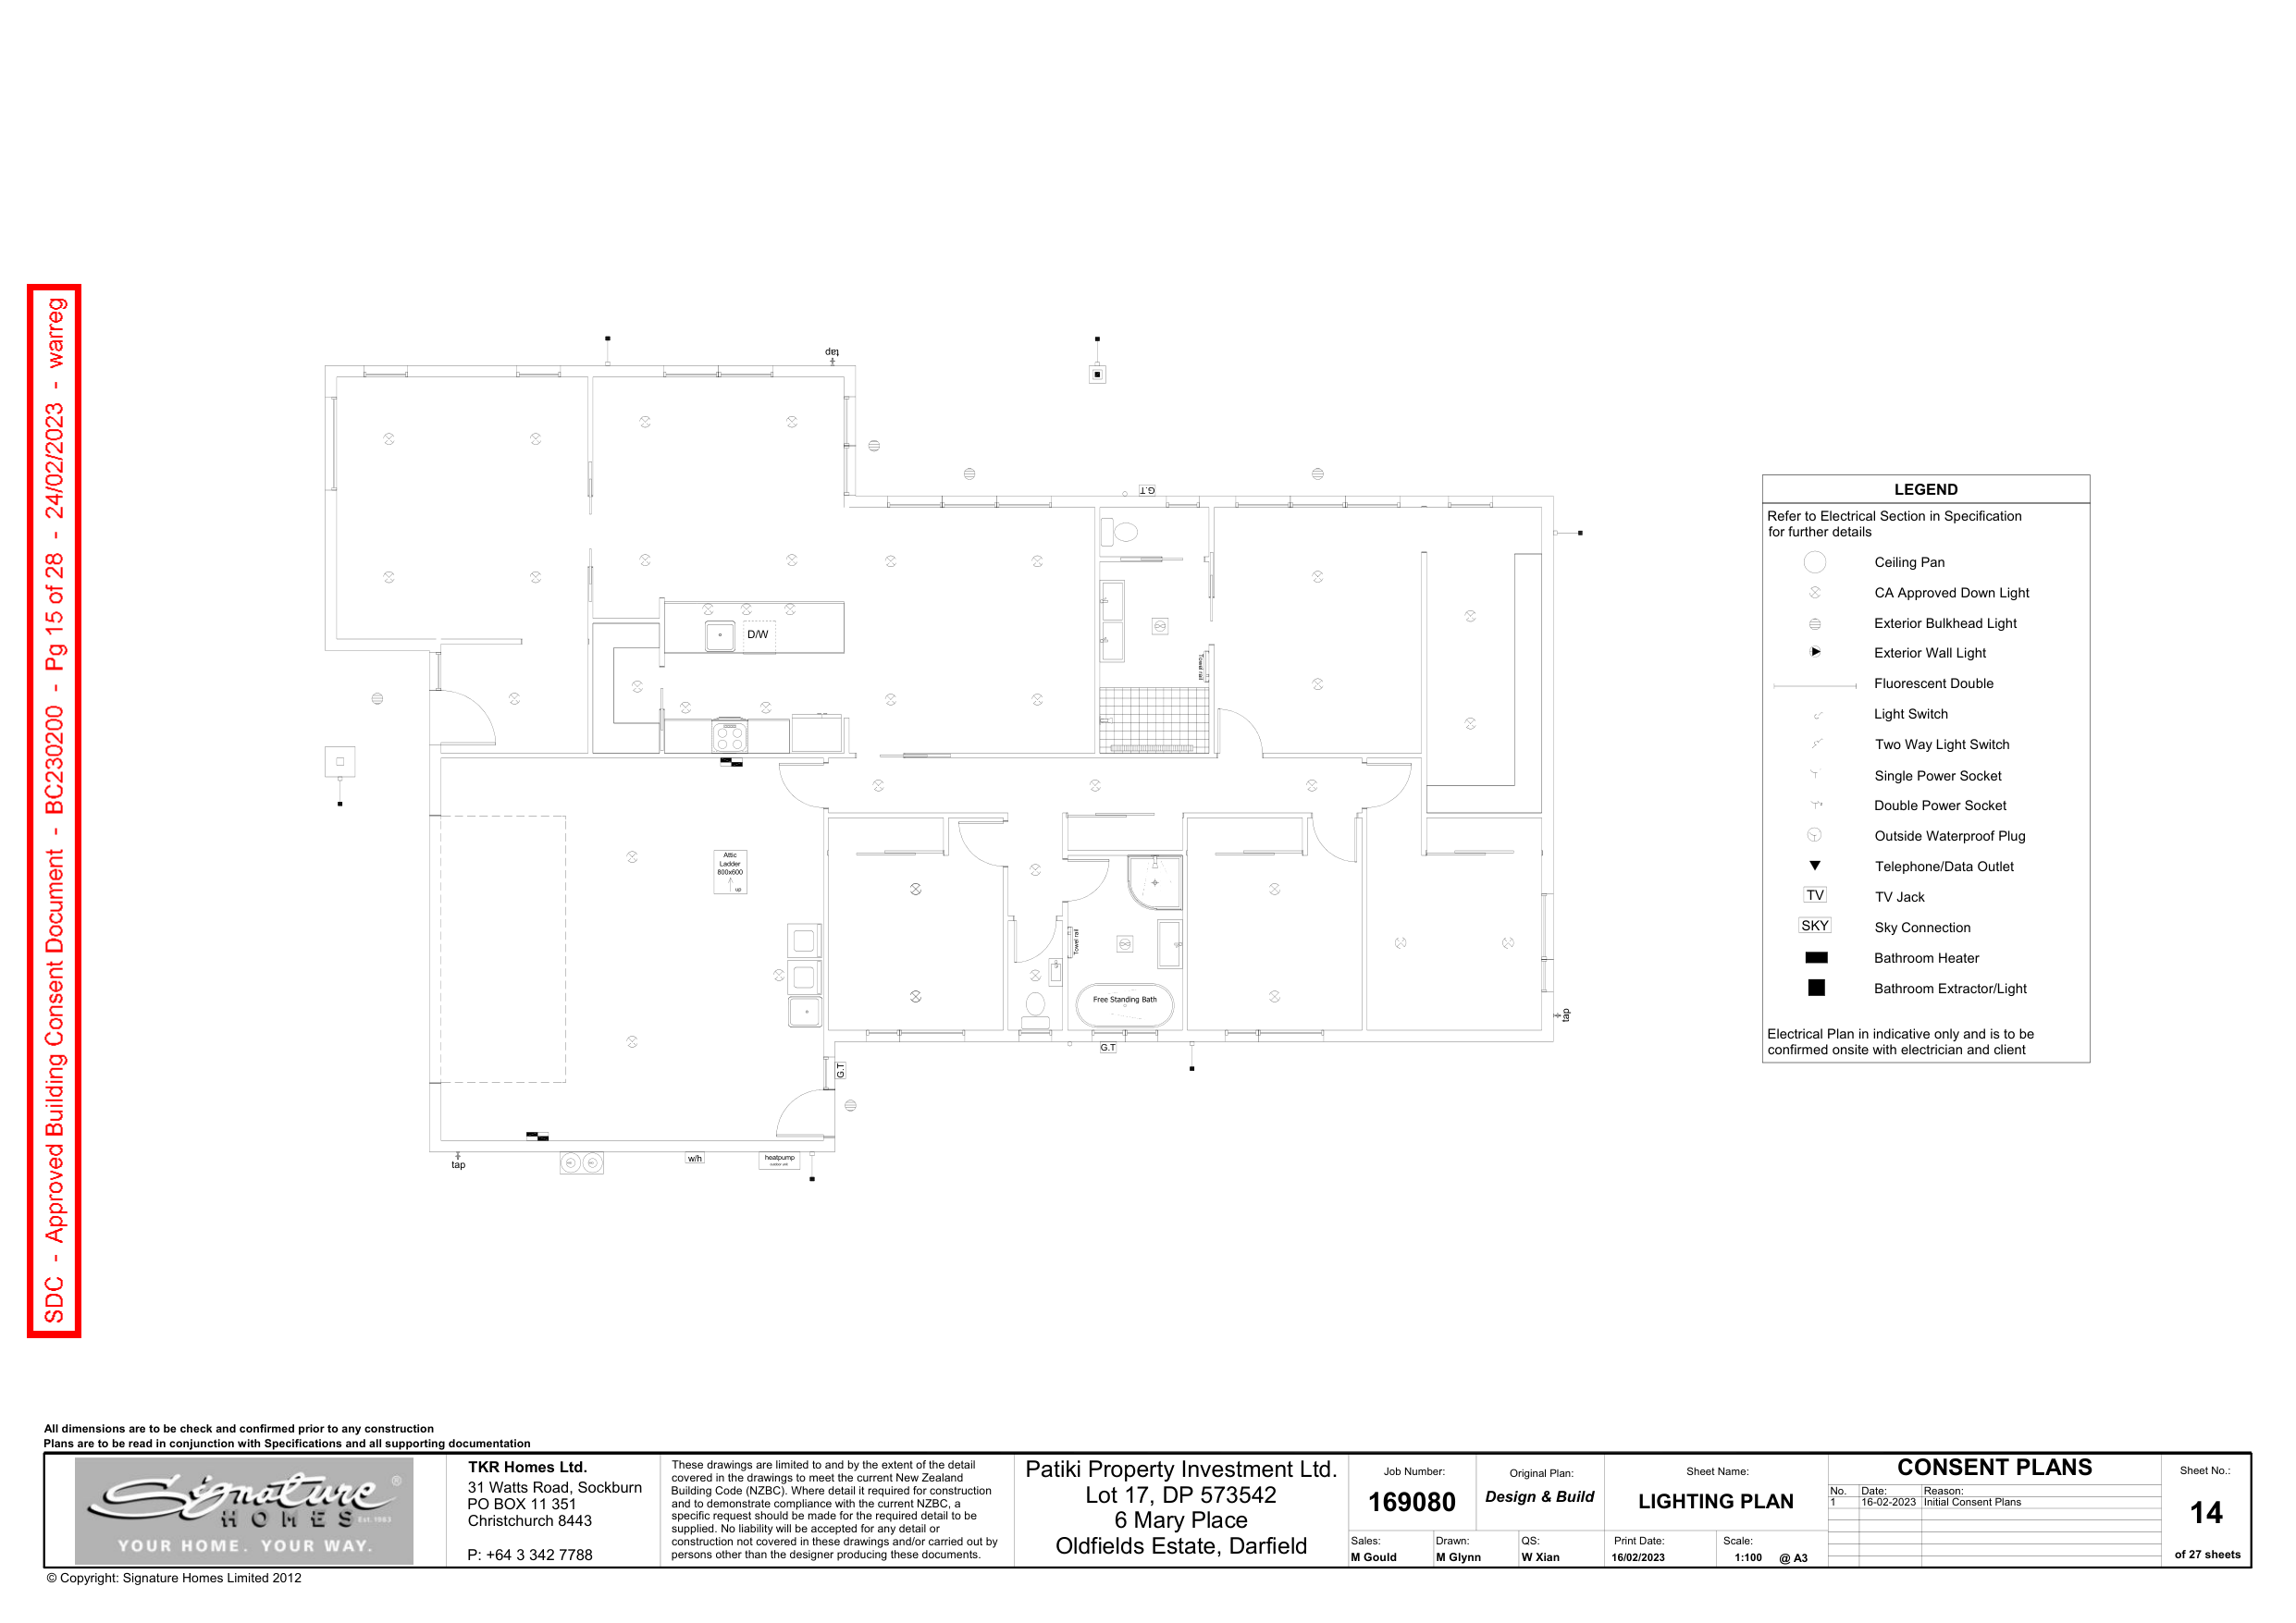 SDC - Approved Building Consent Document - BC230200 - Pg 15 of 28 - 24/02/2023 - warreg
tap
G.T
D/W
Towel rail
Attic
Ladder
800x600
up
Towel rail
Free Standing Bath
tap
G.T
G.T
tap
w/h
heatpump
outdoor unit
LEGEND
Refer to Electrical Section in Specification
for further details
Ceiling Pan
CA Approved Down Light
Exterior Bulkhead Light
Exterior Wall Light
Fluorescent Double
Light Switch
Two Way Light Switch
Single Power Socket
Double Power Socket
Outside Waterproof Plug
Telephone/Data Outlet
TV TV Jack
SKY Sky Connection
Bathroom Heater
Bathroom Extractor/Light
Electrical Plan in indicative only and is to be
confirmed onsite with electrician and client
All dimensions are to be check and confirmed prior to any construction
Plans are to be read in conjunction with Specifications and all supporting documentation
Signature ®
HOMES Est. 1983
YOUR HOME. YOUR WAY.
TKR Homes Ltd.
31 Watts Road, Sockburn
PO BOX 11 351
Christchurch 8443
P: +64 3 342 7788
These drawings are limited to and by the extent of the detail
covered in the drawings to meet the current New Zealand
Building Code (NZBC). Where detail it required for construction
and to demonstrate compliance with the current NZBC, a
specific request should be made for the required detail to be
supplied. No liability will be accepted for any detail or
construction not covered in these drawings and/or carried out by
persons other than the designer producing these documents.
Patiki Property Investment Ltd.
Lot 17, DP 573542
6 Mary Place
Oldfields Estate, Darfield
Job Number:
169080
Original Plan:
Design & Build
Sheet Name:
LIGHTING PLAN
Sales:
M Gould
Drawn:
M Glynn
QS:
W Xian
Print Date:
16/02/2023
Scale:
1:100 @ A3
CONSENT PLANS
No. Date: Reason:
1 16-02-2023 Initial Consent Plans
Sheet No.:
14
of 27 sheets
© Copyright: Signature Homes Limited 2012